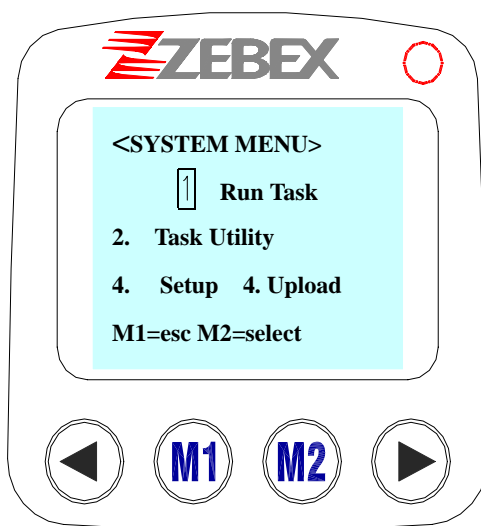 ZEBEX
<SYSTEM MENU>
1 Run Task
2. Task Utility
4. Setup 4. Upload
M1=esc M2=select
M1 M2